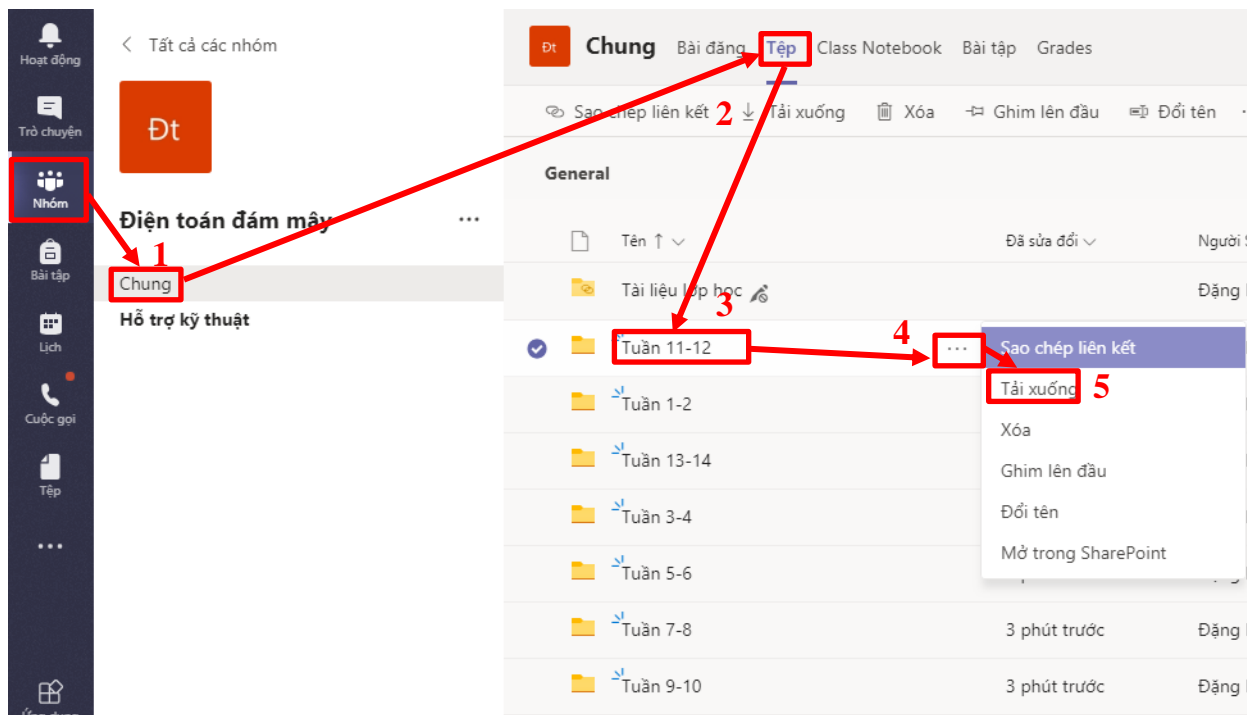 Hoạt động
Trò chuyện
Nhóm
Bài tập
Lịch
Cuộc gọi
Tệp
...
Tất cả các nhóm
Đt
Điện toán đám mây ...
1
Chung
Hỗ trợ kỹ thuật
Đt Chung Bài đăng Tệp Class Notebook Bài tập Grades
Sao chép liên kết 2 Tải xuống Xóa Ghim lên đầu Đổi tên
General
Tên ↑ Đã sửa đổi Người
Tài liệu lớp học Đặng
3
Tuần 11-12 4 ...
Tuần 1-2
Tuần 13-14
Tuần 3-4
Tuần 5-6
Tuần 7-8 3 phút trước Đặng
Tuần 9-10 3 phút trước Đặng
Sao chép liên kết
Tải xuống 5
Xóa
Ghim lên đầu
Đổi tên
Mở trong SharePoint